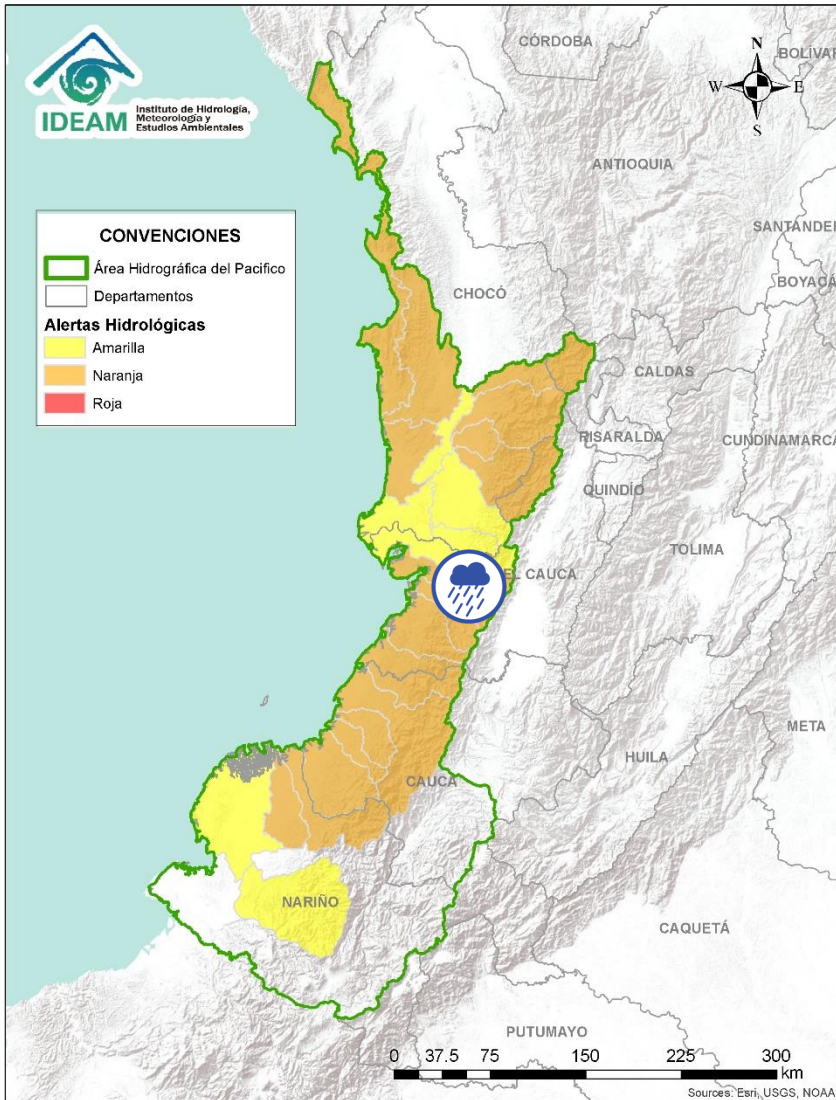 IDEAM
Instituto de Hidrología,
Meteorología y
Estudios Ambientales
CÓRDOBA
BOLÍVAR
N
W
E
S
ANTIOQUIA
SANTANDER
BOYACÁ
CONVENCIONES
Área Hidrográfica del Pacifico
Departamentos
Alertas Hidrológicas
Amarilla
Naranja
Roja
CHOCÓ
CALDAS
RISARALDA
CUNDINAMARCA
QUINDÍO
TOLIMA
EL CAUCA
META
HUILA
CAUCA
NARIÑO
CAQUETÁ
PUTUMAYO
0 37.5 75 150 225 300
km
Sources: Esri, USGS, NOAA